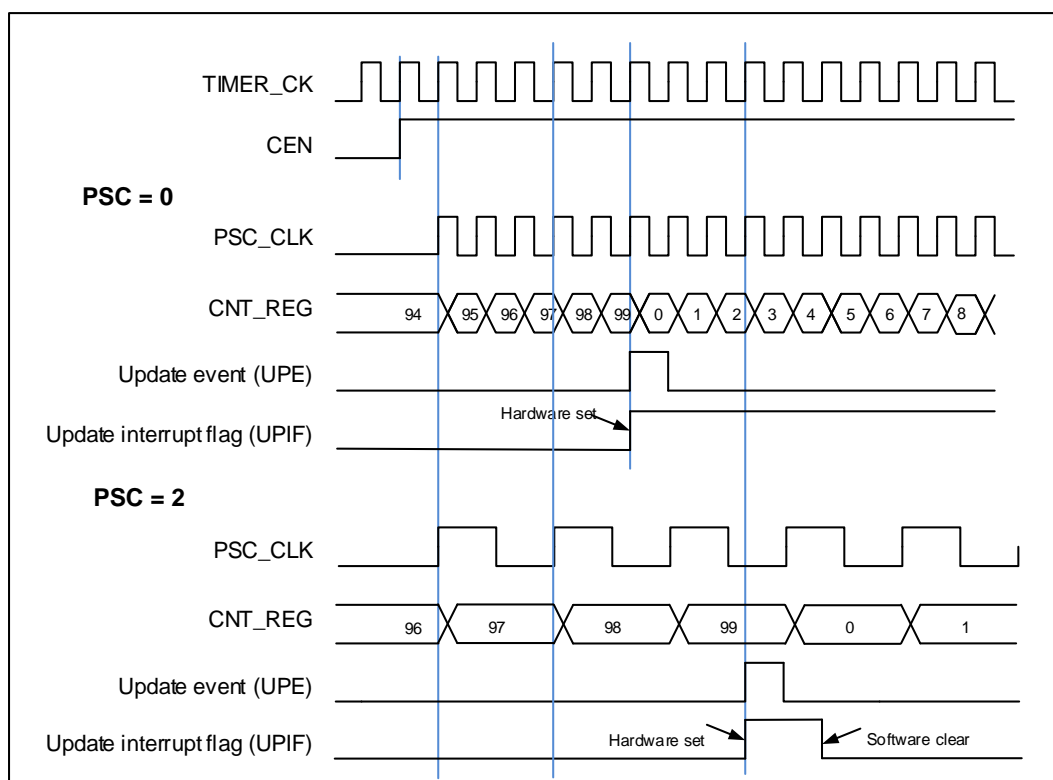 TIMER_CK
CEN
PSC = 0
PSC_CLK
CNT_REG 94 95 96 97 98 99 0 1 2 3 4 5 6 7 8
Update event (UPE)
Hardware set
Update interrupt flag (UPIF)
PSC = 2
PSC_CLK
CNT_REG 96 97 98 99 0 1
Update event (UPE)
Update interrupt flag (UPIF) Hardware set Software clear